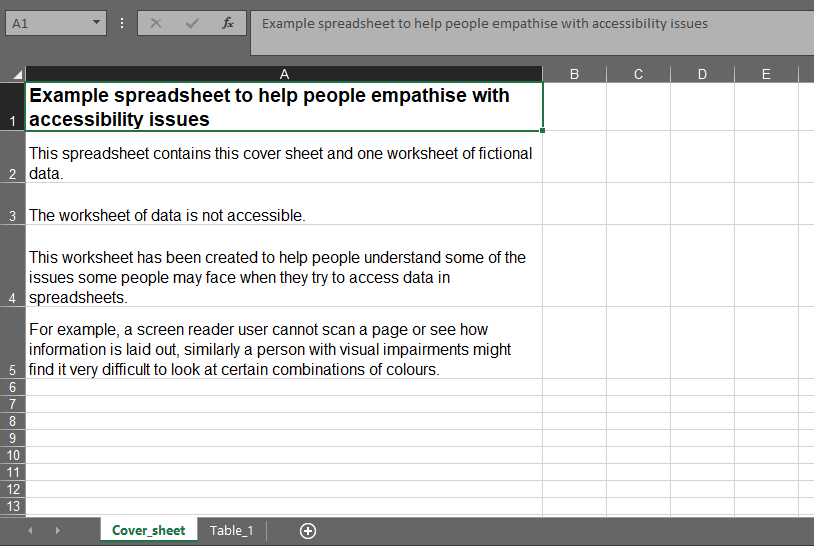 A1
fx
Example spreadsheet to help people empathise with accessibility issues
A B C D E
1
Example spreadsheet to help people empathise with
accessibility issues
2
This spreadsheet contains this cover sheet and one worksheet of fictional
data.
3
The worksheet of data is not accessible.
4
This worksheet has been created to help people understand some of the
issues some people may face when they try to access data in
spreadsheets.
5
For example, a screen reader user cannot scan a page or see how
information is laid out, similarly a person with visual impairments might
find it very difficult to look at certain combinations of colours.
6
7
8
9
10
11
12
13
Cover_sheet Table_1